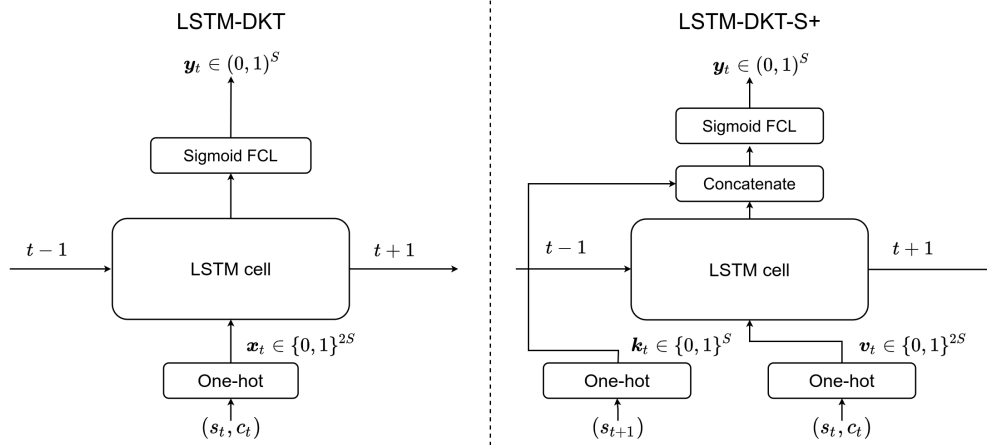 LSTM-DKT
𝒚ₜ ∈ (0, 1)ˢ
Sigmoid FCL
t − 1
LSTM cell
t + 1
𝒙ₜ ∈ {0, 1}²ˢ
One-hot
(sₜ, cₜ)
LSTM-DKT-S+
𝒚ₜ ∈ (0, 1)ˢ
Sigmoid FCL
Concatenate
t − 1
LSTM cell
t + 1
𝒌ₜ ∈ {0, 1}ˢ
𝒗ₜ ∈ {0, 1}²ˢ
One-hot
One-hot
(sₜ₊₁)
(sₜ, cₜ)